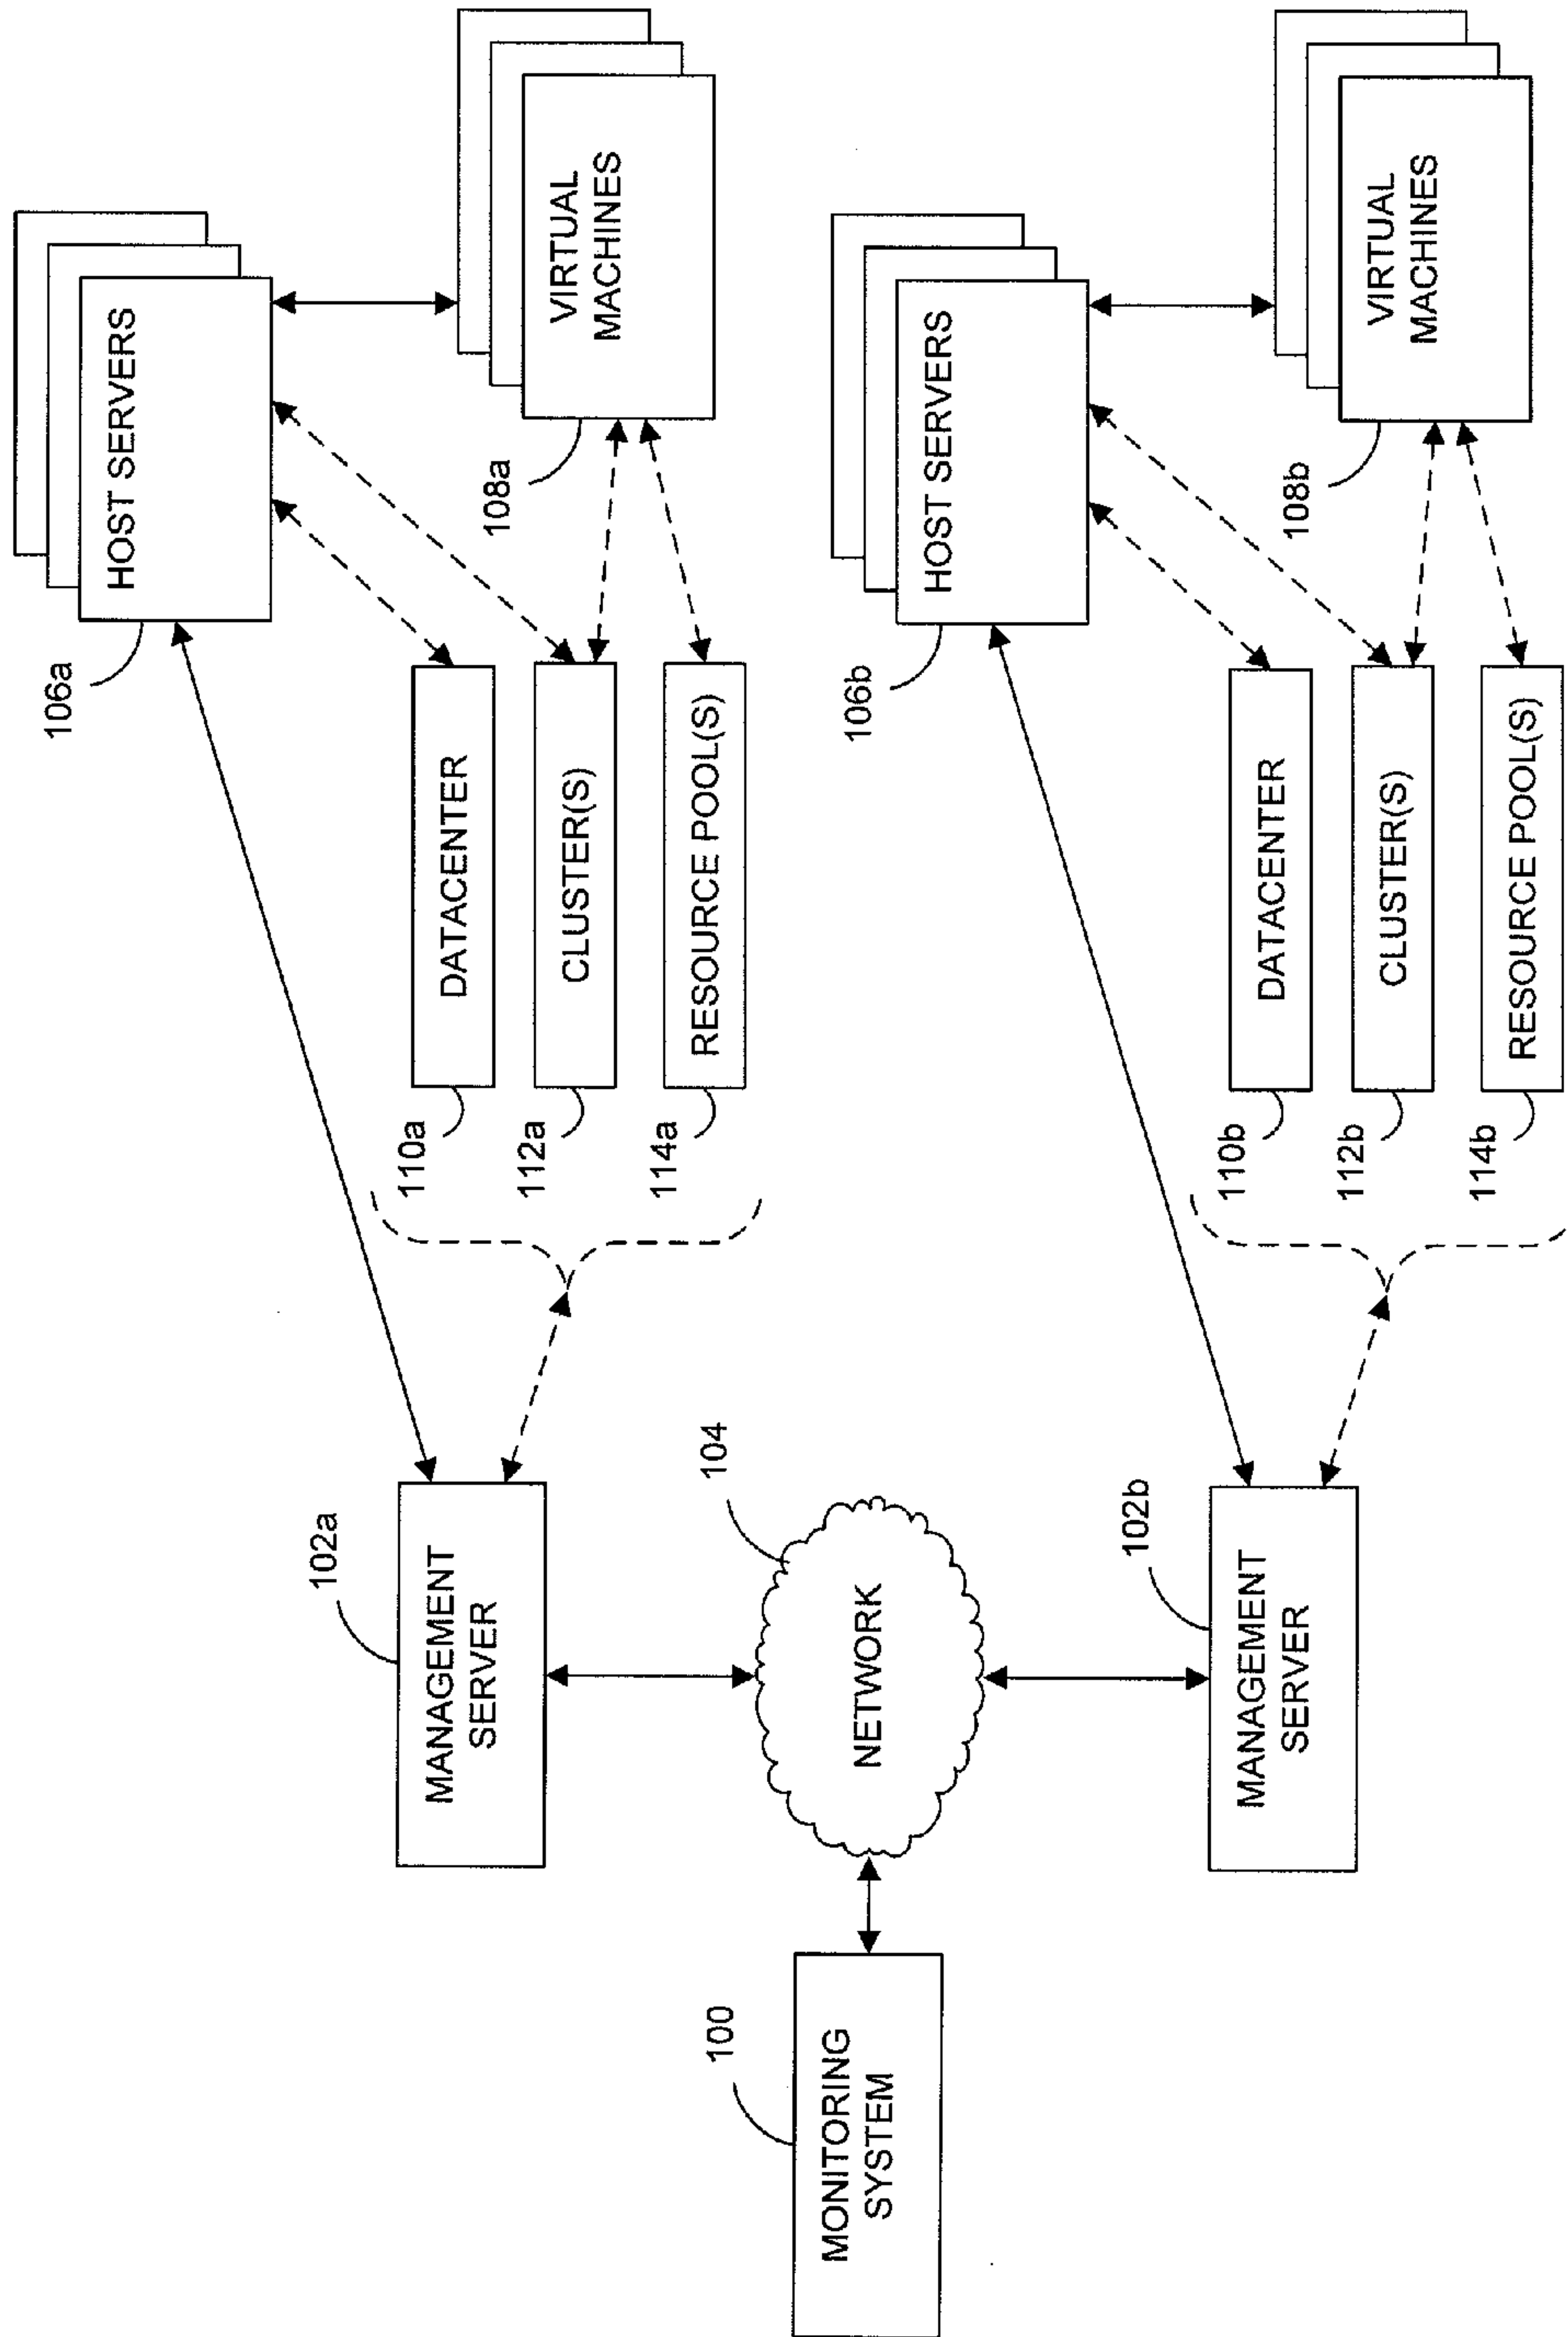 106a
HOST SERVERS
108a
VIRTUAL
MACHINES
110a
DATACENTER
112a
CLUSTER(S)
114a
RESOURCE POOL(S)
102a
MANAGEMENT
SERVER
100
MONITORING
SYSTEM
104
NETWORK
102b
MANAGEMENT
SERVER
106b
HOST SERVERS
108b
VIRTUAL
MACHINES
110b
DATACENTER
112b
CLUSTER(S)
114b
RESOURCE POOL(S)